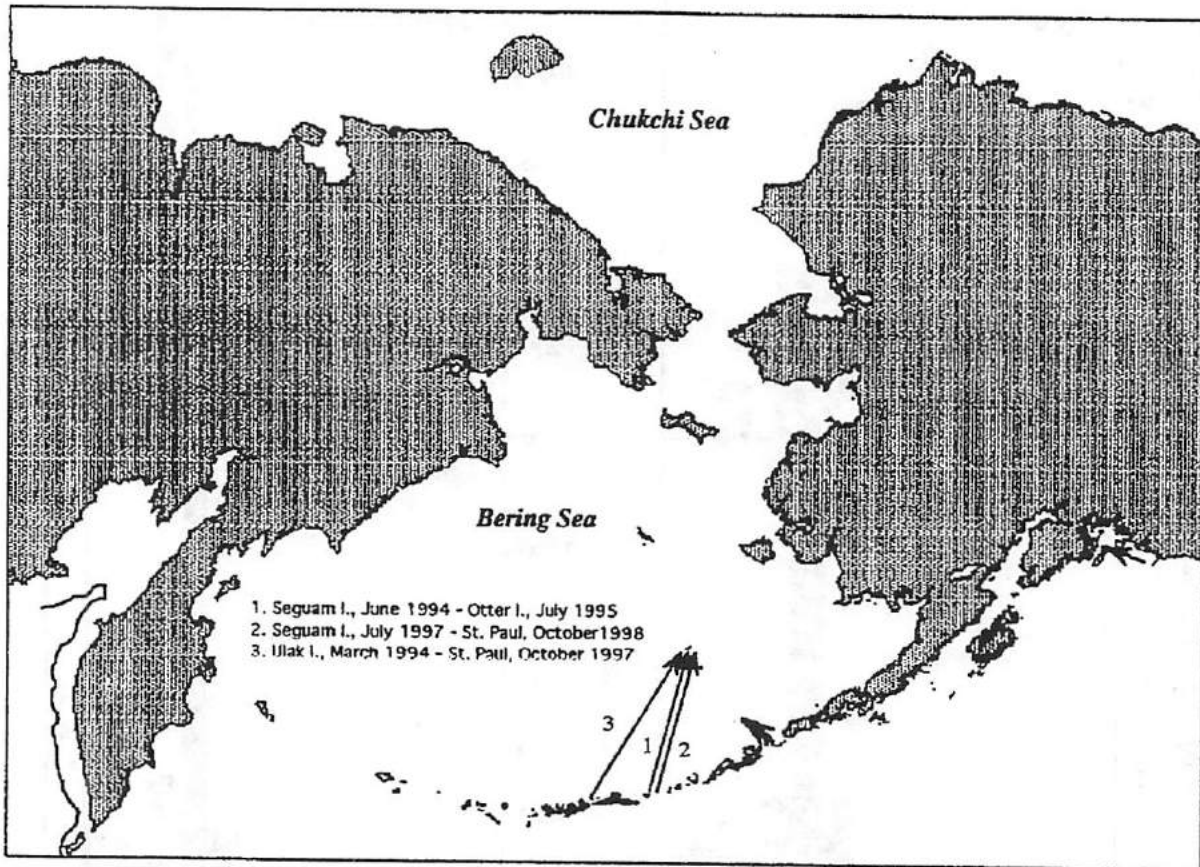 Chukchi Sea
Bering Sea
1. Seguam I., June 1994 - Otter I., July 1995
2. Seguam I., July 1997 - St. Paul, October1998
3. Ulak I., March 1994 - St. Paul, October 1997
3
1
2